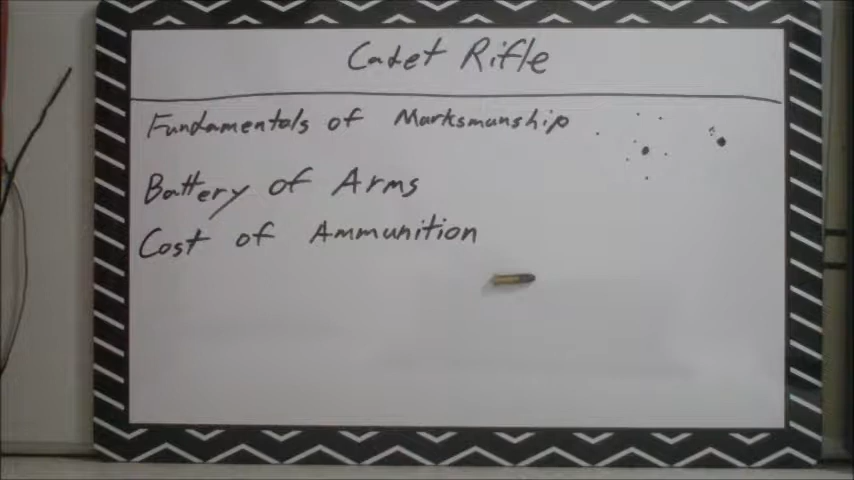 Cadet Rifle
Fundamentals of Marksmanship
Battery of Arms
Cost of Ammunition